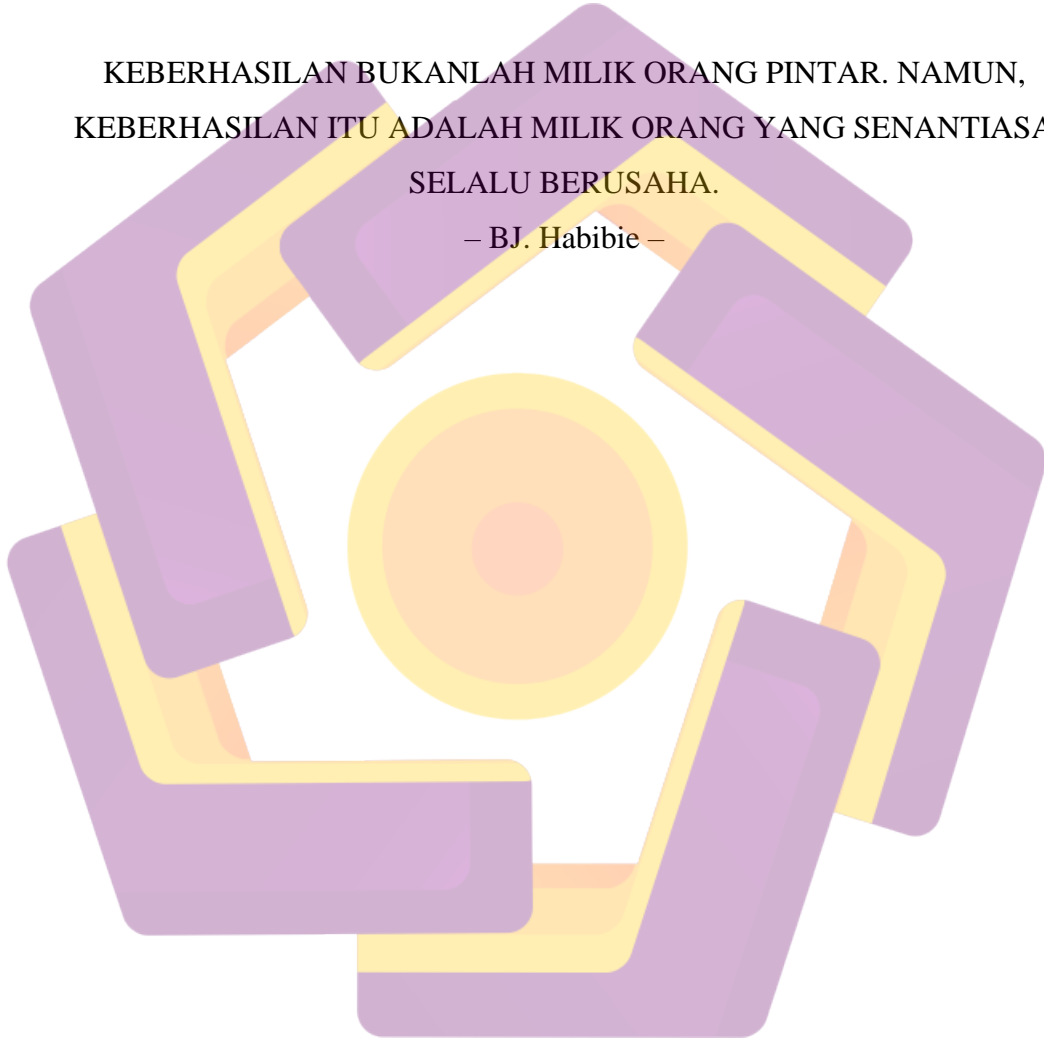 KEBERHASILAN BUKANLAH MILIK ORANG PINTAR. NAMUN,
KEBERHASILAN ITU ADALAH MILIK ORANG YANG SENANTIASA
SELALU BERUSAHA.
– BJ. Habibie –